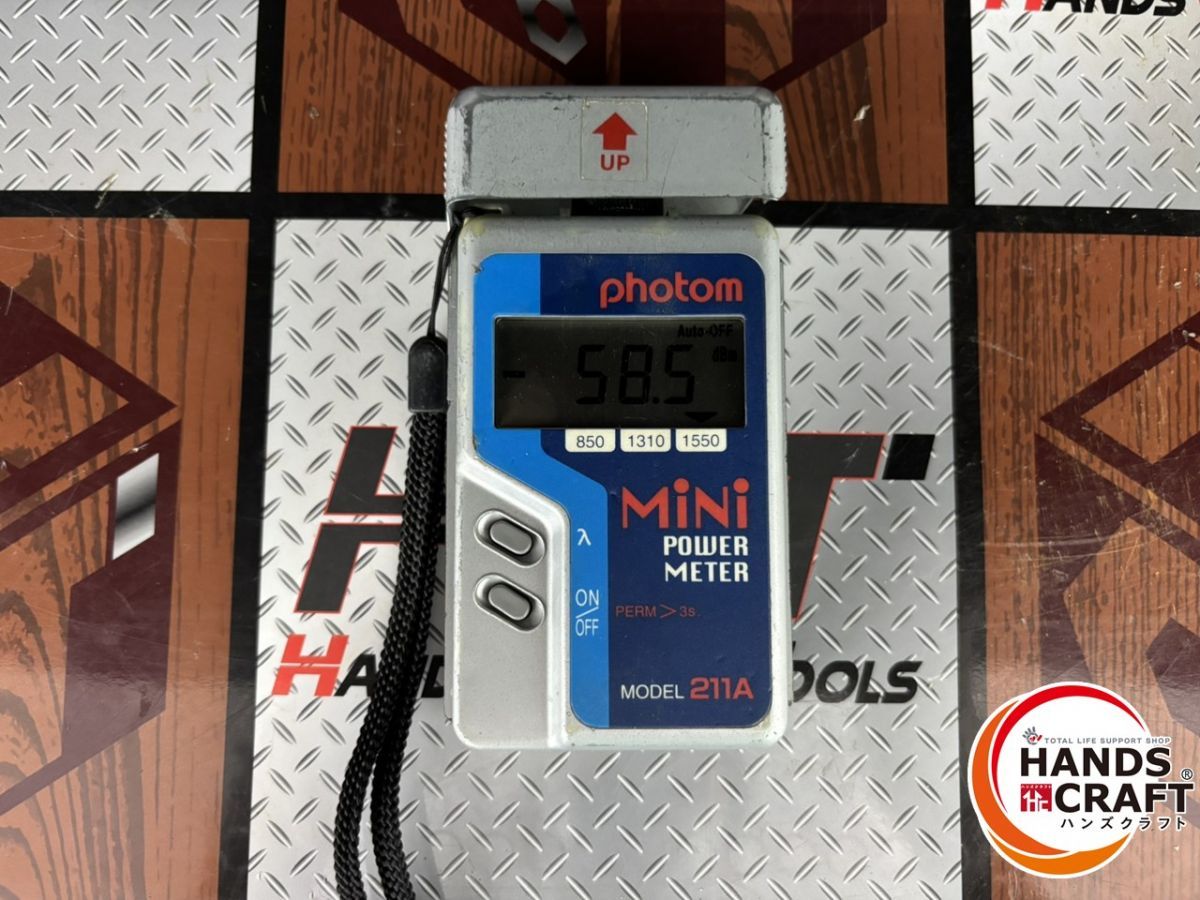 HANDS
UP
photom
Auto-OFF
- 58.5 dBm
850 1310 1550
MiNi
POWER
METER
λ
ON/OFF
PERM > 3s.
MODEL 211A
TOTAL LIFE SUPPORT SHOP
HANDS
CRAFT®
ハンズクラフト